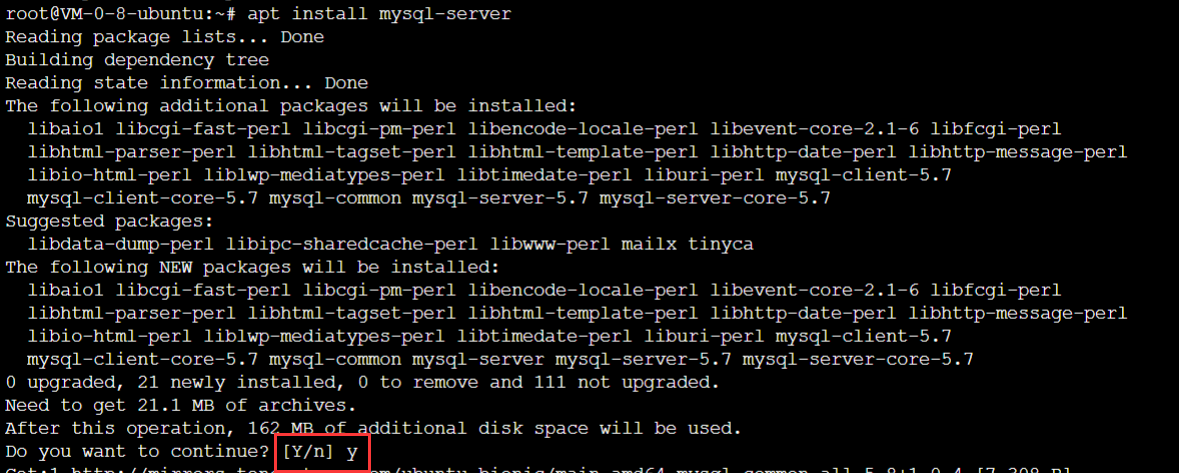 root@VM-0-8-ubuntu:~# apt install mysql-server
Reading package lists... Done
Building dependency tree
Reading state information... Done
The following additional packages will be installed:
  libaio1 libcgi-fast-perl libcgi-pm-perl libencode-locale-perl libevent-core-2.1-6 libfcgi-perl
  libhtml-parser-perl libhtml-tagset-perl libhtml-template-perl libhttp-date-perl libhttp-message-perl
  libio-html-perl liblwp-mediatypes-perl libtimedate-perl liburi-perl mysql-client-5.7
  mysql-client-core-5.7 mysql-common mysql-server-5.7 mysql-server-core-5.7
Suggested packages:
  libdata-dump-perl libipc-sharedcache-perl libwww-perl mailx tinyca
The following NEW packages will be installed:
  libaio1 libcgi-fast-perl libcgi-pm-perl libencode-locale-perl libevent-core-2.1-6 libfcgi-perl
  libhtml-parser-perl libhtml-tagset-perl libhtml-template-perl libhttp-date-perl libhttp-message-perl
  libio-html-perl liblwp-mediatypes-perl libtimedate-perl liburi-perl mysql-client-5.7
  mysql-client-core-5.7 mysql-common mysql-server mysql-server-5.7 mysql-server-core-5.7
0 upgraded, 21 newly installed, 0 to remove and 111 not upgraded.
Need to get 21.1 MB of archives.
After this operation, 162 MB of additional disk space will be used.
Do you want to continue? [Y/n] y